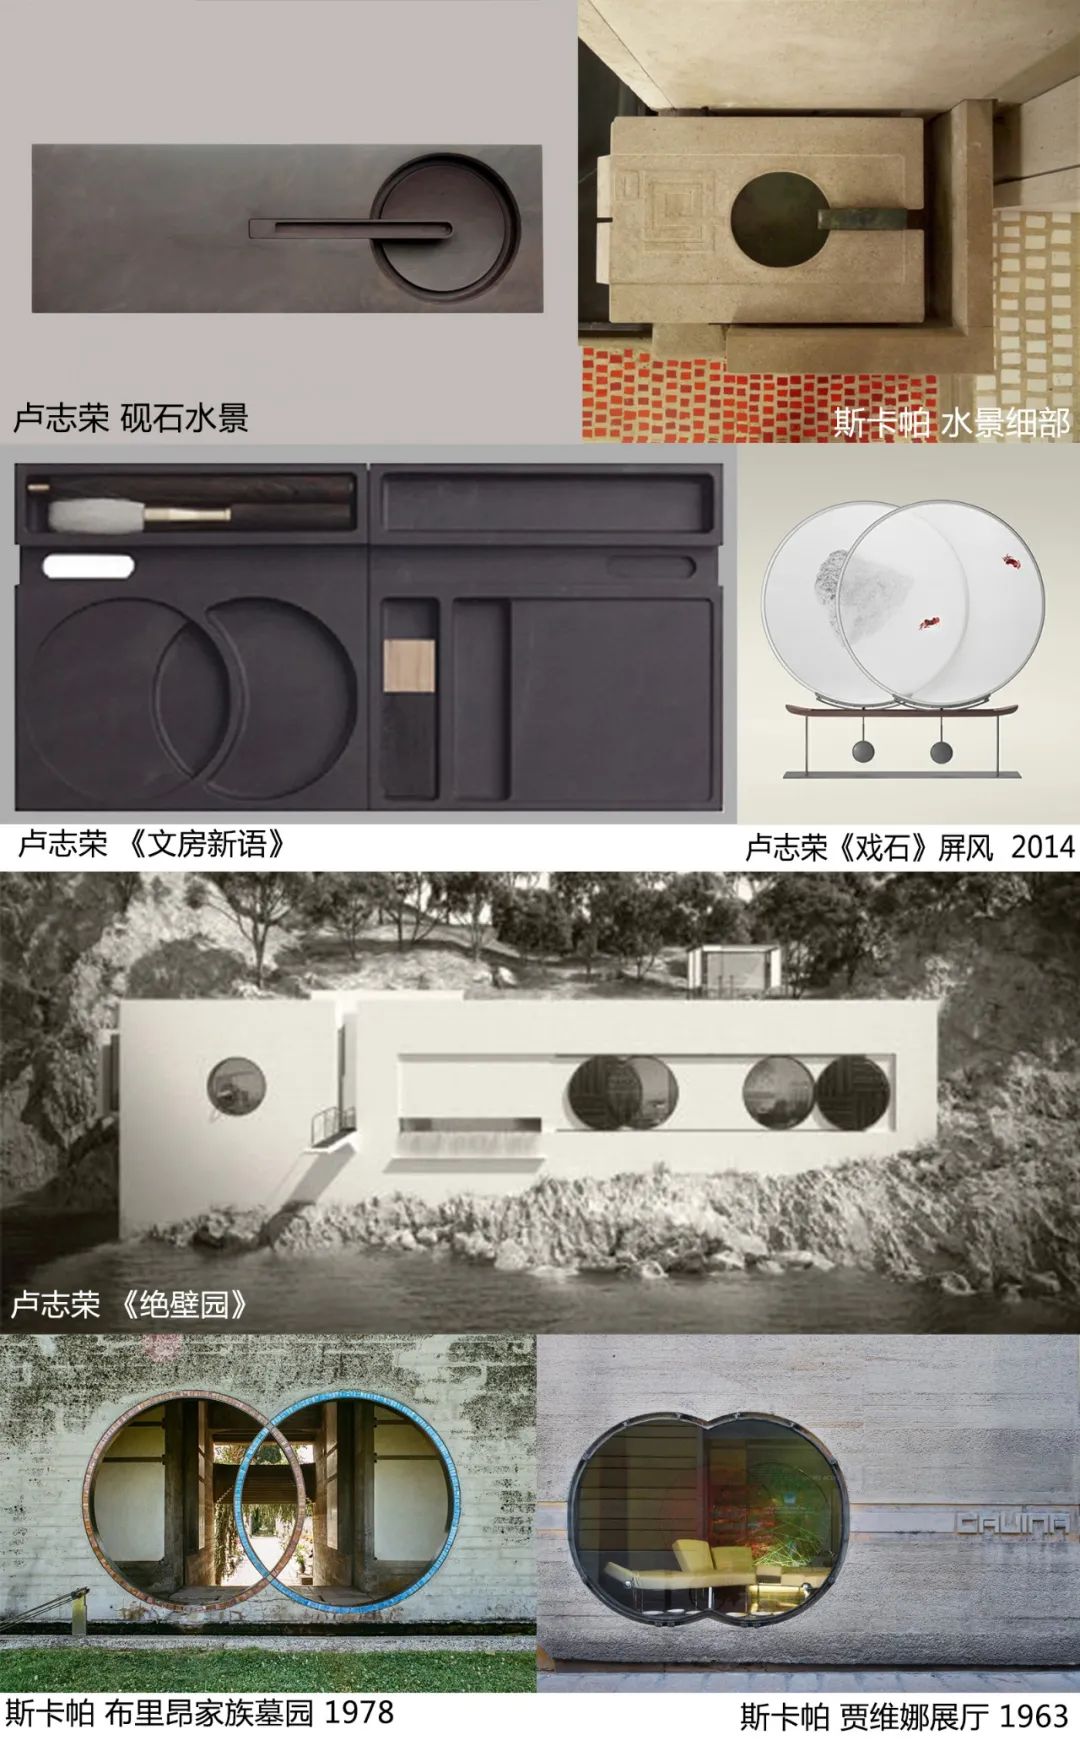 卢志荣 砚石水景
斯卡帕 水景细部
卢志荣 《文房新语》
卢志荣《戏石》屏风 2014
卢志荣 《绝壁园》
CAVINA
斯卡帕 布里昂家族墓园 1978
斯卡帕 贾维娜展厅 1963